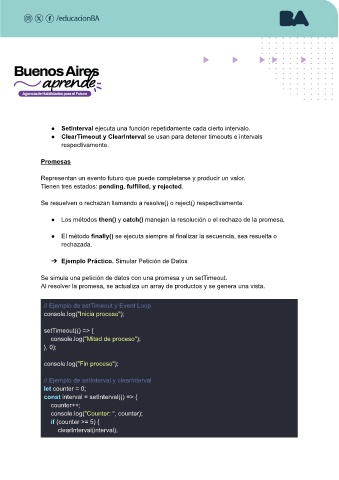 /educacionBA
BA
Buenos Aires
aprende
Agencia de Habilidades para el Futuro
● SetInterval ejecuta una función repetidamente cada cierto intervalo.
● ClearTimeout y ClearInterval se usan para detener timeouts e intervals
respectivamente.
Promesas
Representan un evento futuro que puede completarse y producir un valor.
Tienen tres estados: pending, fulfilled, y rejected.
Se resuelven o rechazan llamando a resolve() o reject() respectivamente.
● Los métodos then() y catch() manejan la resolución o el rechazo de la promesa.
● El método finally() se ejecuta siempre al finalizar la secuencia, sea resuelta o
rechazada.
➔ Ejemplo Práctico. Simular Petición de Datos
Se simula una petición de datos con una promesa y un setTimeout.
Al resolver la promesa, se actualiza un array de productos y se genera una vista.
// Ejemplo de setTimeout y Event Loop
console.log("Inicia proceso");
setTimeout(() => {
console.log("Mitad de proceso");
}, 0);
console.log("Fin proceso");
// Ejemplo de setInterval y clearInterval
let counter = 0;
const interval = setInterval(() => {
counter++;
console.log("Counter: ", counter);
if (counter >= 5) {
clearInterval(interval);